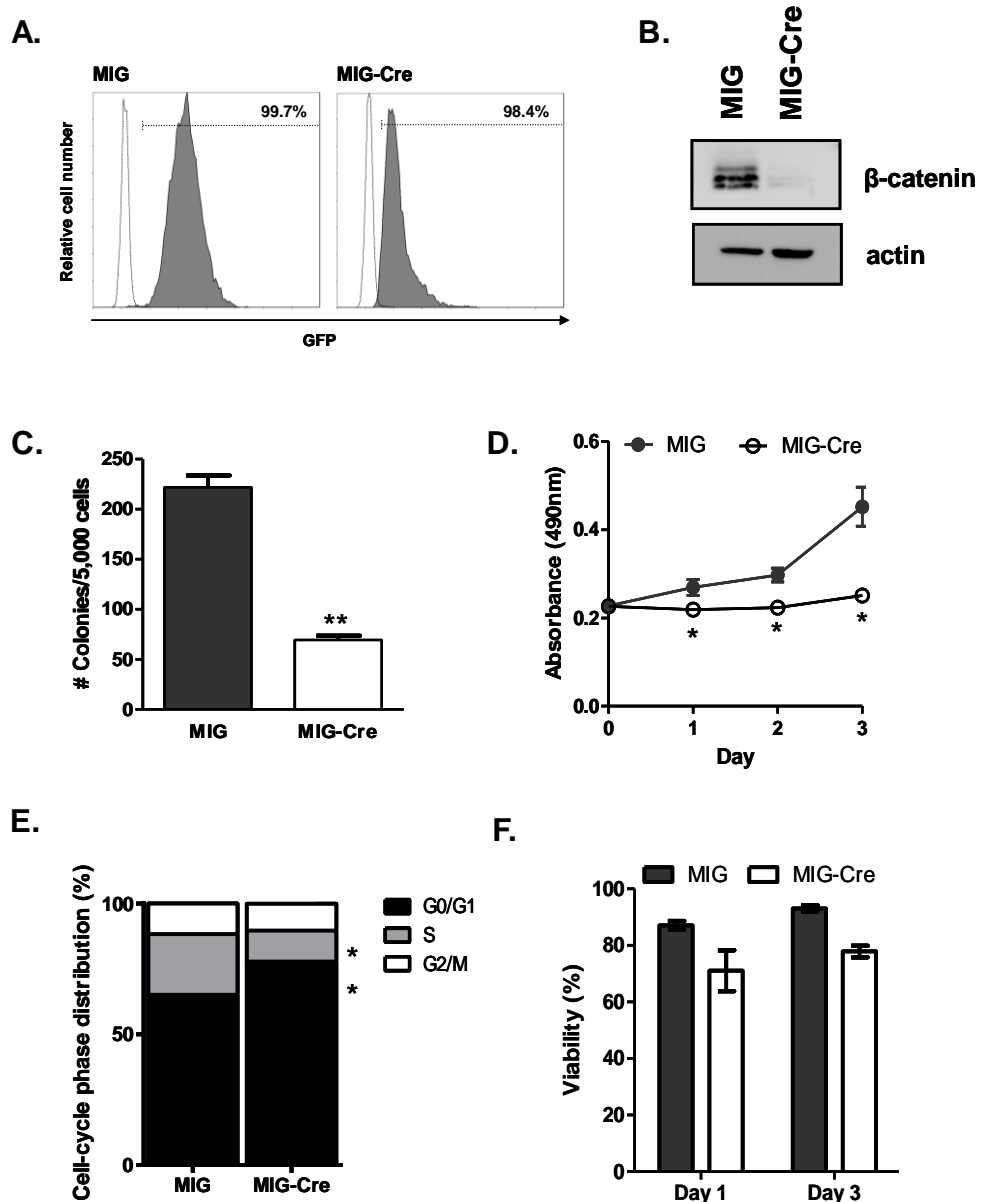 A.
MIG
99.7%
MIG-Cre
98.4%
Relative cell number
GFP
B.
MIG
MIG-Cre
β-catenin
actin
C.
# Colonies/5,000 cells
250
200
150
100
50
0
**
MIG
MIG-Cre
D.
MIG
MIG-Cre
Absorbance (490nm)
0.6
0.4
0.2
0.0
*
*
*
0
1
2
3
Day
E.
Cell-cycle phase distribution (%)
100
50
0
G0/G1
S
G2/M
*
*
MIG
MIG-Cre
F.
MIG
MIG-Cre
Viability (%)
100
80
60
40
20
0
Day 1
Day 3